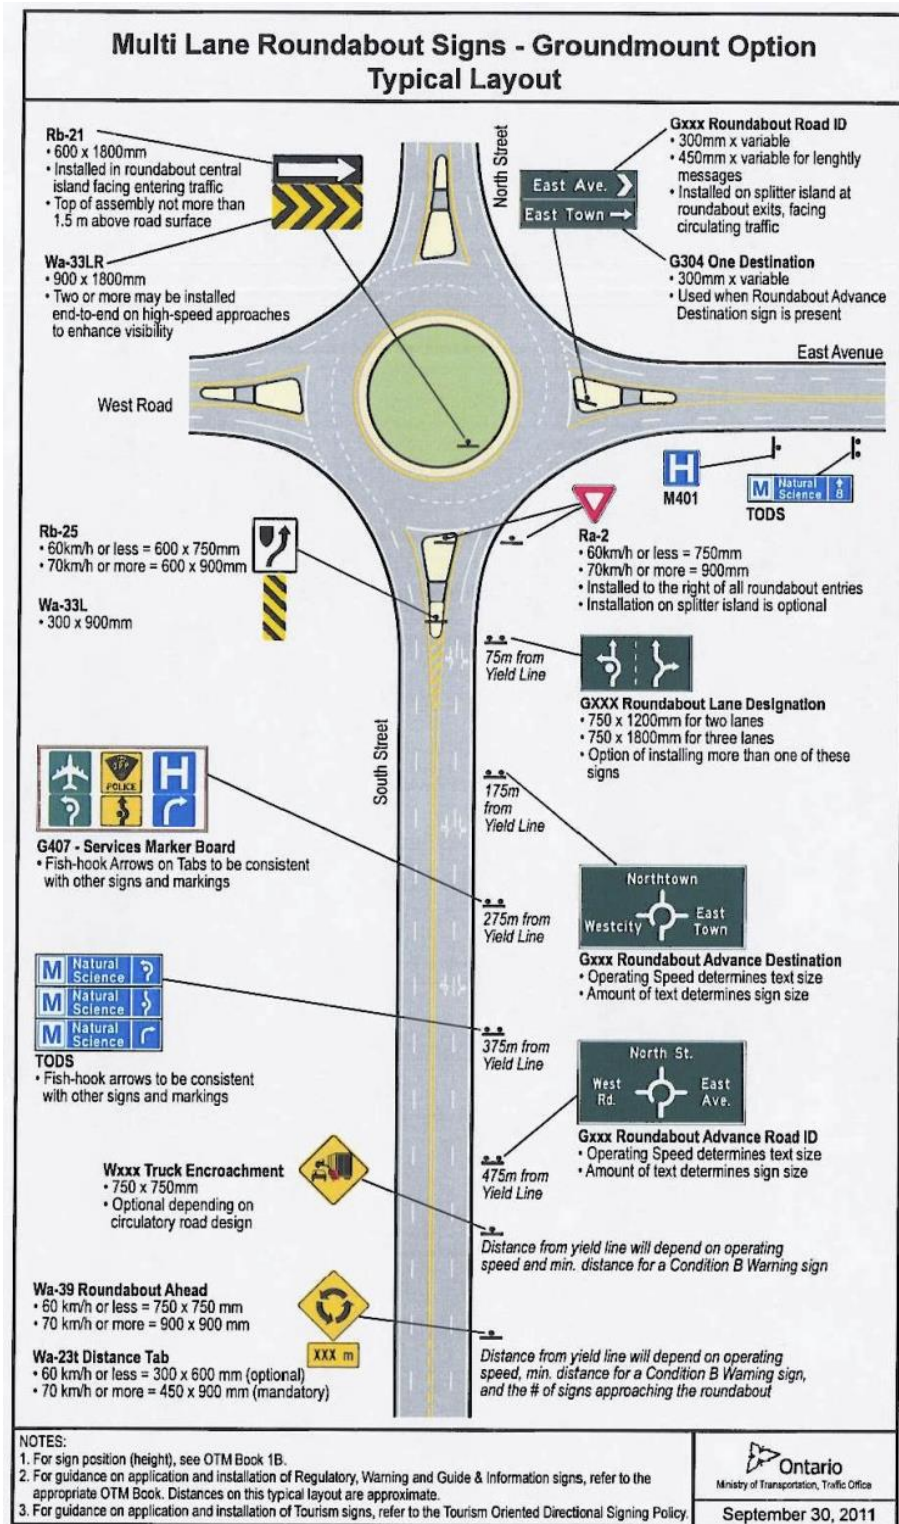 Multi Lane Roundabout Signs - Groundmount Option
Typical Layout
Rb-21
• 600 x 1800mm
• Installed in roundabout central
island facing entering traffic
• Top of assembly not more than
1.5 m above road surface
Wa-33LR
• 900 x 1800mm
• Two or more may be installed
end-to-end on high-speed approaches
to enhance visibility
North Street
East Ave.
East Town
Gxxx Roundabout Road ID
• 300mm x variable
• 450mm x variable for lenghtly
messages
• Installed on splitter island at
roundabout exits, facing
circulating traffic
G304 One Destination
• 300mm x variable
• Used when Roundabout Advance
Destination sign is present
East Avenue
West Road
H
M401
M Natural
Science 8
TODS
Rb-25
• 60km/h or less = 600 x 750mm
• 70km/h or more = 600 x 900mm
Wa-33L
• 300 x 900mm
Ra-2
• 60km/h or less = 750mm
• 70km/h or more = 900mm
• Installed to the right of all roundabout entries
• Installation on splitter island is optional
75m from
Yield Line
GXXX Roundabout Lane Designation
• 750 x 1200mm for two lanes
• 750 x 1800mm for three lanes
• Option of installing more than one of these
signs
South Street
OPP
POLICE
H
G407 - Services Marker Board
• Fish-hook Arrows on Tabs to be consistent
with other signs and markings
175m
from
Yield Line
Northtown
Westcity
East
Town
Gxxx Roundabout Advance Destination
• Operating Speed determines text size
• Amount of text determines sign size
275m from
Yield Line
M Natural
Science
M Natural
Science
M Natural
Science
TODS
• Fish-hook arrows to be consistent
with other signs and markings
375m from
Yield Line
North St.
West
Rd.
East
Ave.
Gxxx Roundabout Advance Road ID
• Operating Speed determines text size
• Amount of text determines sign size
475m from
Yield Line
Wxxx Truck Encroachment
• 750 x 750mm
• Optional depending on
circulatory road design
Distance from yield line will depend on operating
speed and min. distance for a Condition B Warning sign
Wa-39 Roundabout Ahead
• 60 km/h or less = 750 x 750 mm
• 70 km/h or more = 900 x 900 mm
Wa-23t Distance Tab
• 60 km/h or less = 300 x 600 mm (optional)
• 70 km/h or more = 450 x 900 mm (mandatory)
XXX m
Distance from yield line will depend on operating
speed, min. distance for a Condition B Warning sign,
and the # of signs approaching the roundabout
NOTES:
1. For sign position (height), see OTM Book 1B.
2. For guidance on application and installation of Regulatory, Warning and Guide & Information signs, refer to the
appropriate OTM Book. Distances on this typical layout are approximate.
3. For guidance on application and installation of Tourism signs, refer to the Tourism Oriented Directional Signing Policy.
Ontario
Ministry of Transportation, Traffic Office
September 30, 2011